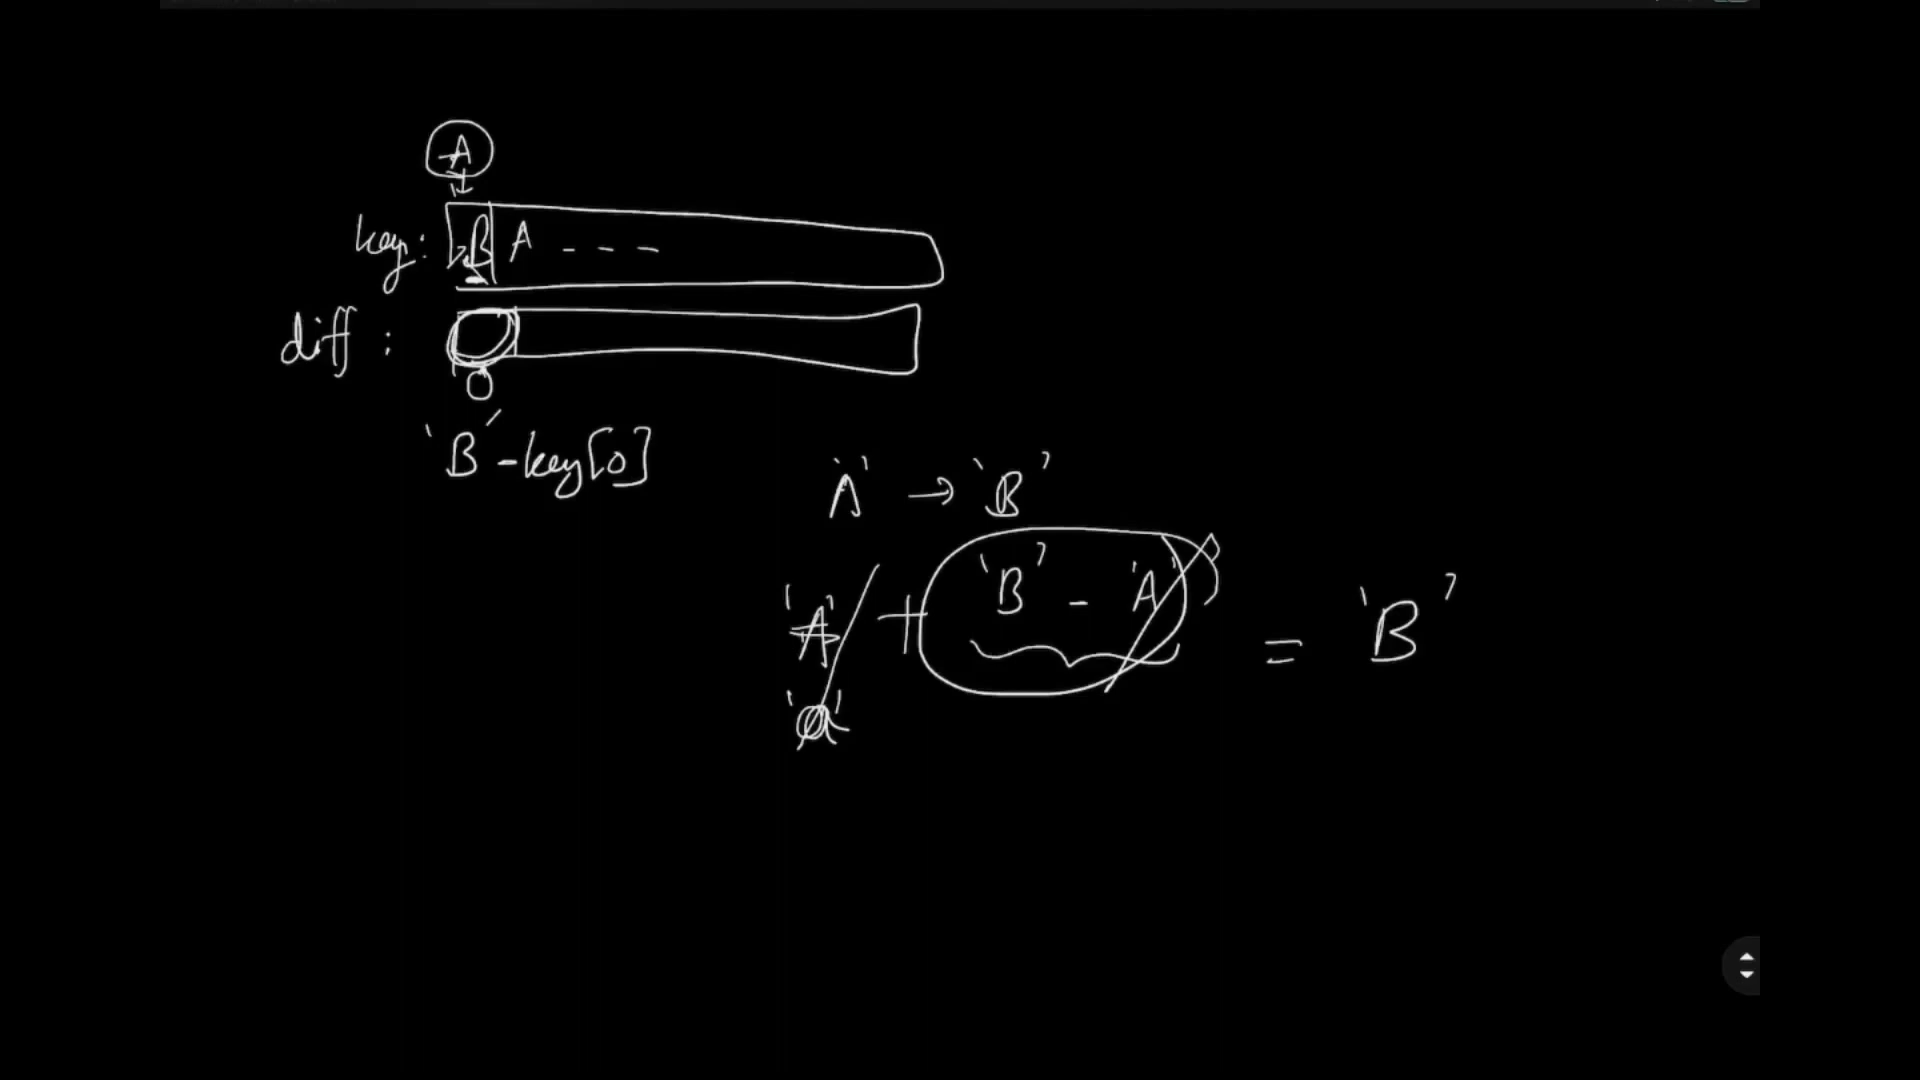 A
key: B A - - -
diff :
0
'B' - key[0]
'A' → 'B'
'A' + 'B' - 'A' = 'B'
'a'